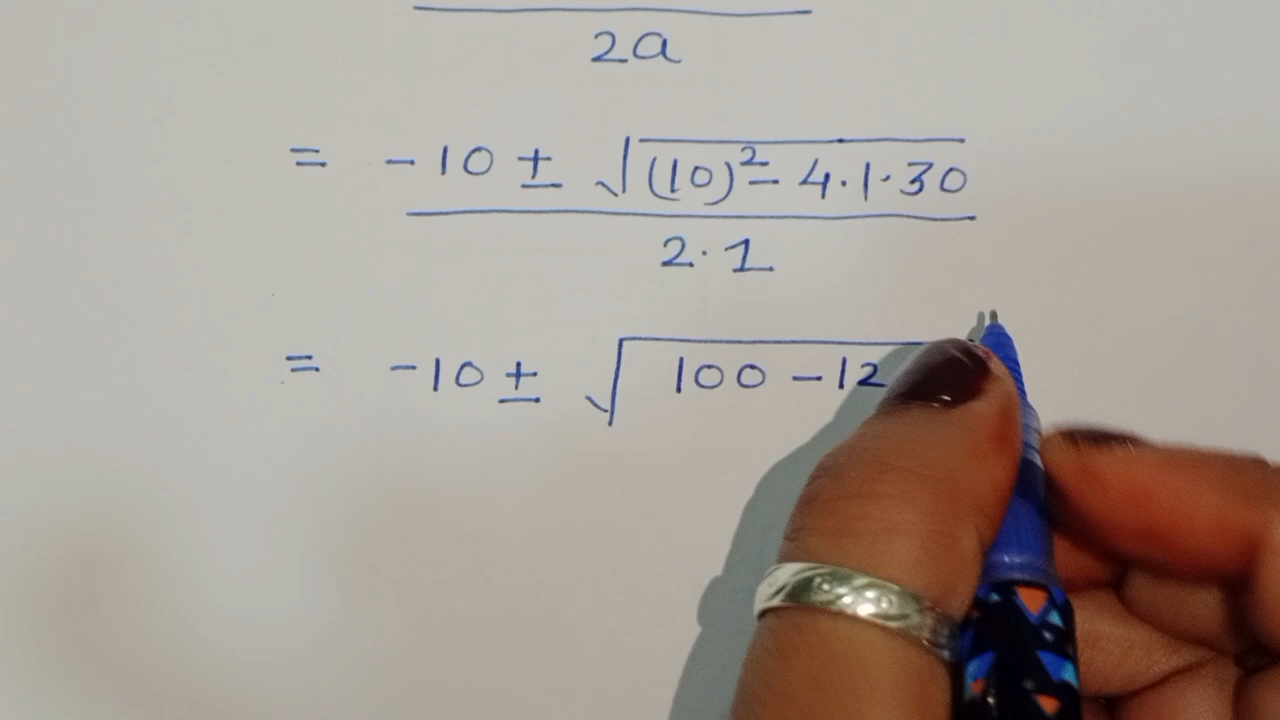 2a
= -10 ± √(10)² - 4.1.30
2.1
= -10 ± √100 - 12